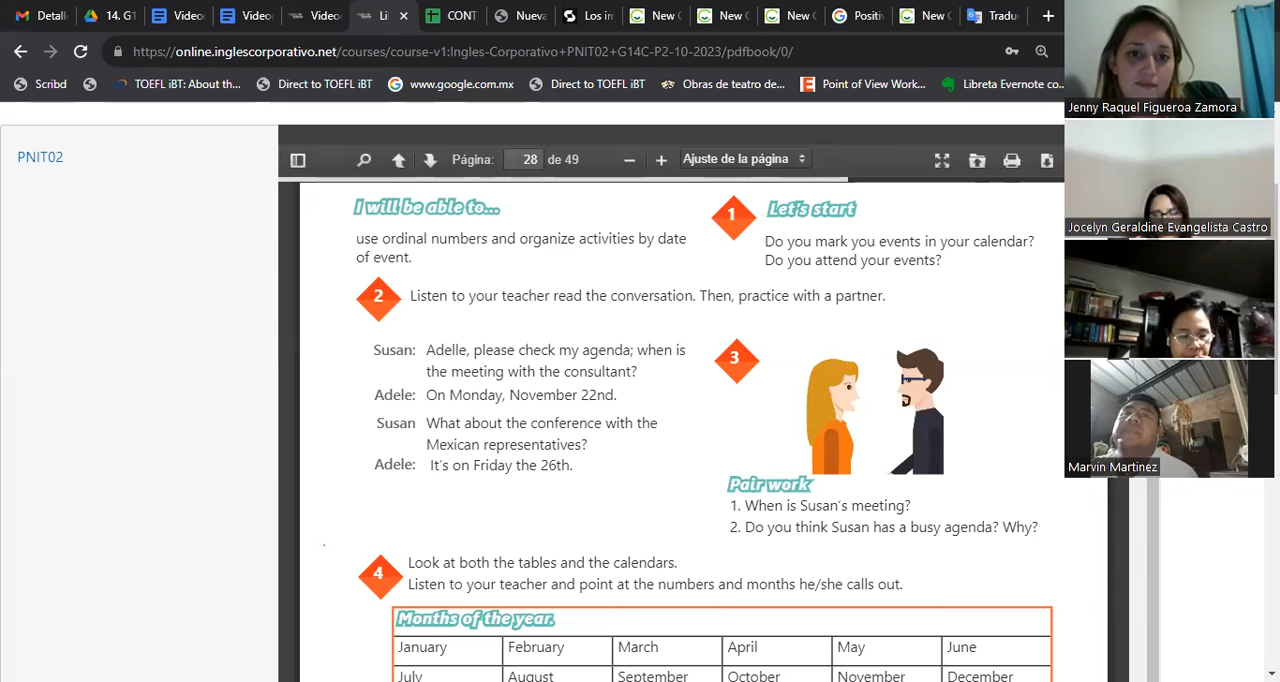 Detall
14. G1
Video
Video
Video
Li
CONT
Nueva
Los im
New C
New C
New C
Positiv
New C
Tradu
https://online.inglescorporativo.net/courses/course-v1:Ingles-Corporativo+PNIT02+G14C-P2-10-2023/pdfbook/0/
Scribd
TOEFL iBT: About th...
Direct to TOEFL iBT
www.google.com.mx
Direct to TOEFL iBT
Obras de teatro de...
Point of View Work...
Libreta Evernote co...
Jenny Raquel Figueroa Zamora
Jocelyn Geraldine Evangelista Castro
Marvin Martinez
PNIT02
Página: 28 de 49
Ajuste de la página
I will be able to...
use ordinal numbers and organize activities by date
of event.
1 Let's start
Do you mark you events in your calendar?
Do you attend your events?
2 Listen to your teacher read the conversation. Then, practice with a partner.
Susan: Adelle, please check my agenda; when is
the meeting with the consultant?
Adele: On Monday, November 22nd.
Susan What about the conference with the
Mexican representatives?
Adele: It's on Friday the 26th.
3
Pair work
1. When is Susan's meeting?
2. Do you think Susan has a busy agenda? Why?
4 Look at both the tables and the calendars.
Listen to your teacher and point at the numbers and months he/she calls out.
Months of the year.
January February March April May June
July August September October November December